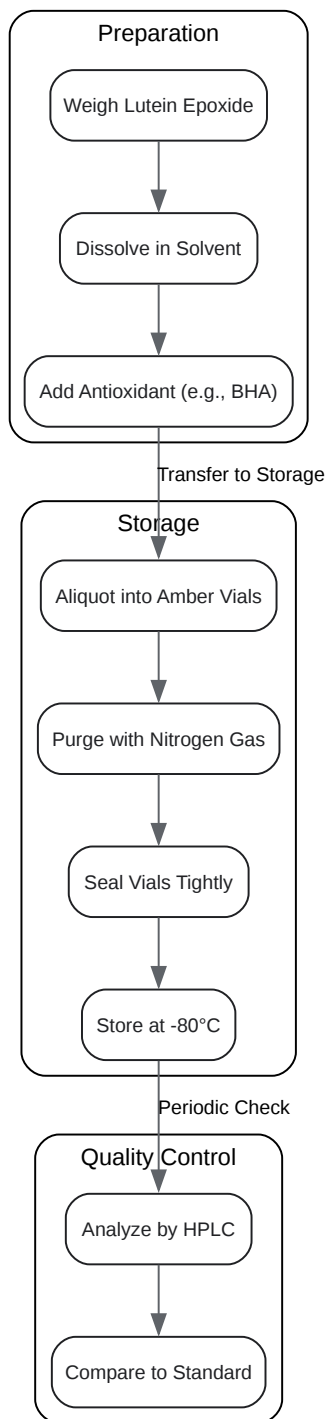 Preparation
Weigh Lutein Epoxide
Dissolve in Solvent
Add Antioxidant (e.g., BHA)
Transfer to Storage
Storage
Aliquot into Amber Vials
Purge with Nitrogen Gas
Seal Vials Tightly
Store at -80°C
Periodic Check
Quality Control
Analyze by HPLC
Compare to Standard